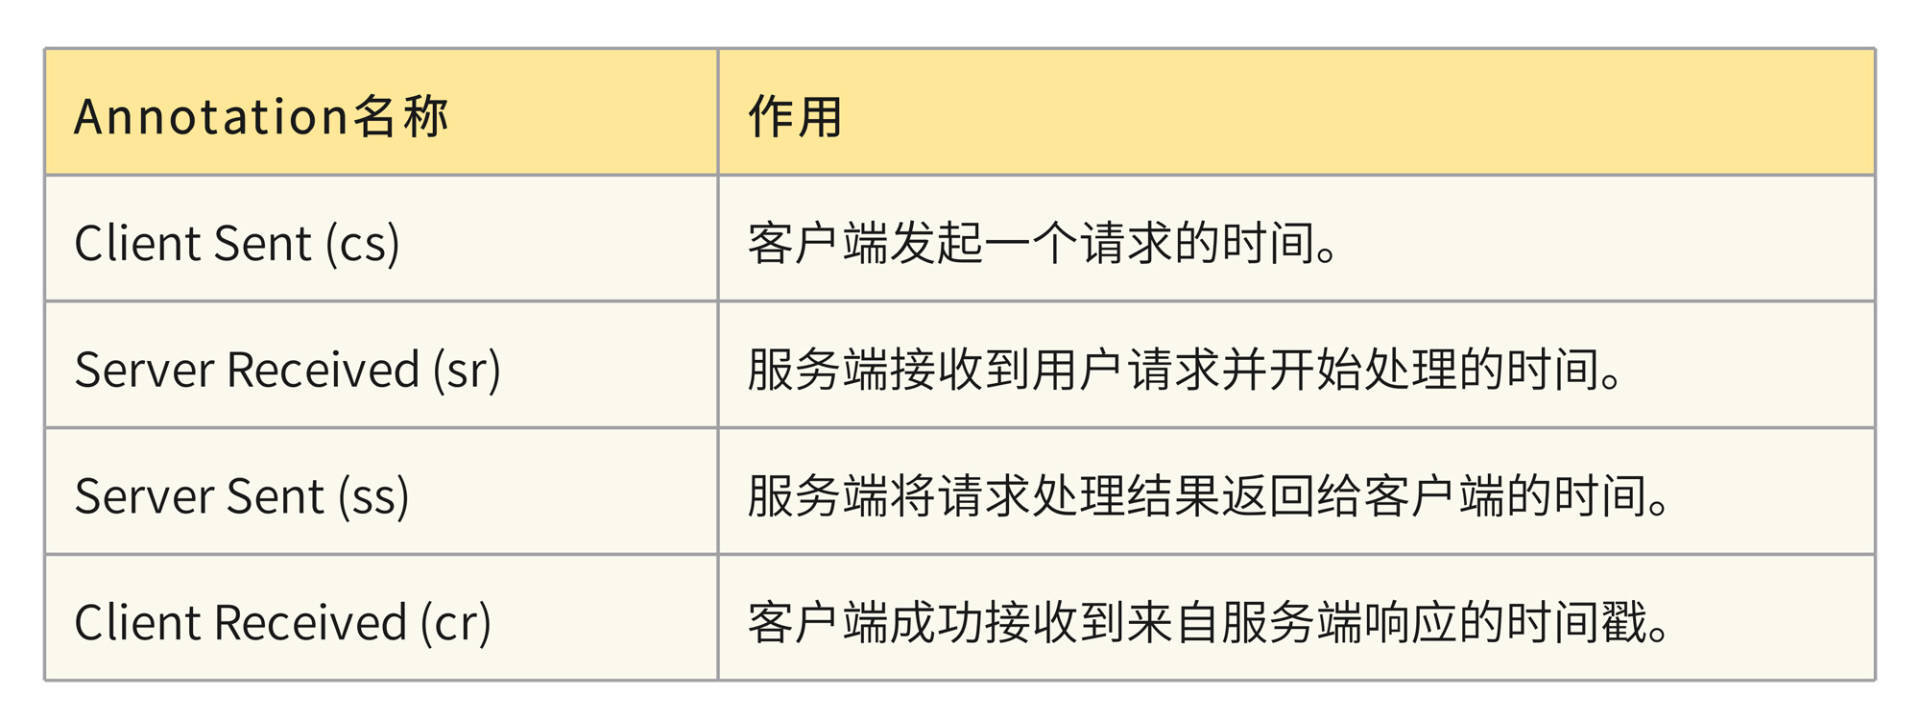 Annotation名称
作用
Client Sent (cs)
客户端发起一个请求的时间。
Server Received (sr)
服务端接收到用户请求并开始处理的时间。
Server Sent (ss)
服务端将请求处理结果返回给客户端的时间。
Client Received (cr)
客户端成功接收到来自服务端响应的时间戳。